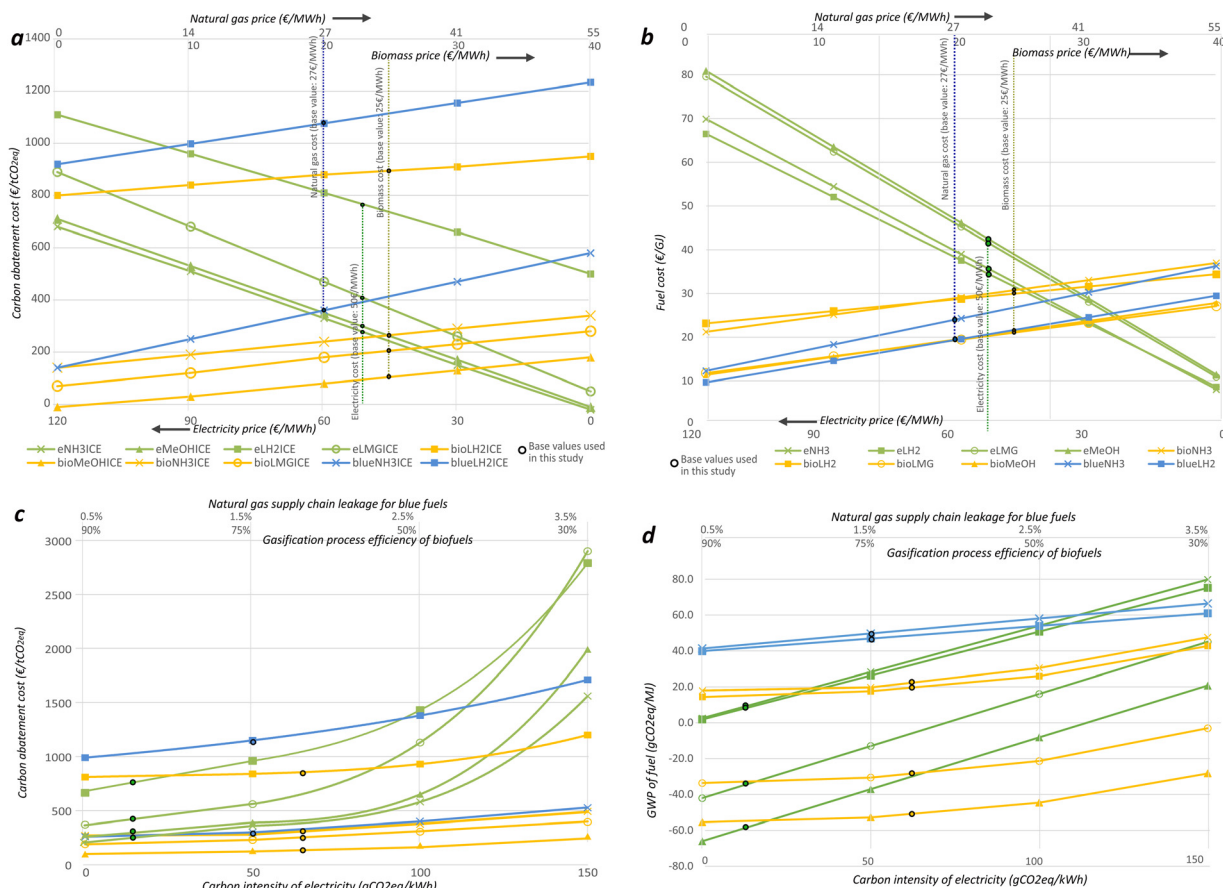 Natural gas price (€/MWh)
0 14 27 41 55
0 10 20 30 40
a
Biomass price (€/MWh)
1400
1200
1000
800
600
400
200
0
Carbon abatement cost (€/tCO2eq)
Natural gas cost (base value: 27€/MWh)
Biomass cost (base value: 25€/MWh)
Electricity cost (base value: 50€/MWh)
120 90 60 30 0
Electricity price (€/MWh)
eNH3ICE eMeOHICE eLH2ICE eLMGICE bioLH2ICE Base values used
bioMeOHICE bioNH3ICE bioLMGICE blueNH3ICE blueLH2ICE in this study
Natural gas price (€/MWh)
0 14 27 41 55
0 10 20 30 40
b
Biomass price (€/MWh)
80
70
60
50
40
30
20
10
0
Fuel cost (€/GJ)
Natural gas cost (base value: 27€/MWh)
Biomass cost (base value: 25€/MWh)
Electricity cost (base value: 50€/MWh)
120 90 60 30 0
Electricity price (€/MWh)
Base values used eNH3 eLH2 eLMG eMeOH bioNH3
in this study bioLH2 bioLMG bioMeOH blueNH3 blueLH2
c
Natural gas supply chain leakage for blue fuels
0.5% 1.5% 2.5% 3.5%
90% 75% 50% 30%
Gasification process efficiency of biofuels
3000
2500
2000
1500
1000
500
0
Carbon abatement cost (€/tCO2eq)
0 50 100 150
Carbon intensity of electricity (gCO2eq/kWh)
d
Natural gas supply chain leakage for blue fuels
0.5% 1.5% 2.5% 3.5%
90% 75% 50% 30%
Gasification process efficiency of biofuels
80.0
60.0
40.0
20.0
0.0
-20.0
-40.0
-60.0
-80.0
GWP of fuel (gCO2eq/MJ)
0 50 100 150
Carbon intensity of electricity (gCO2eq/kWh)